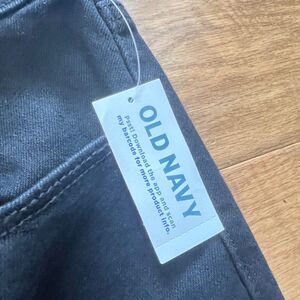 OLD NAVY
Psst! Download the app and scan
my barcode for more product info.